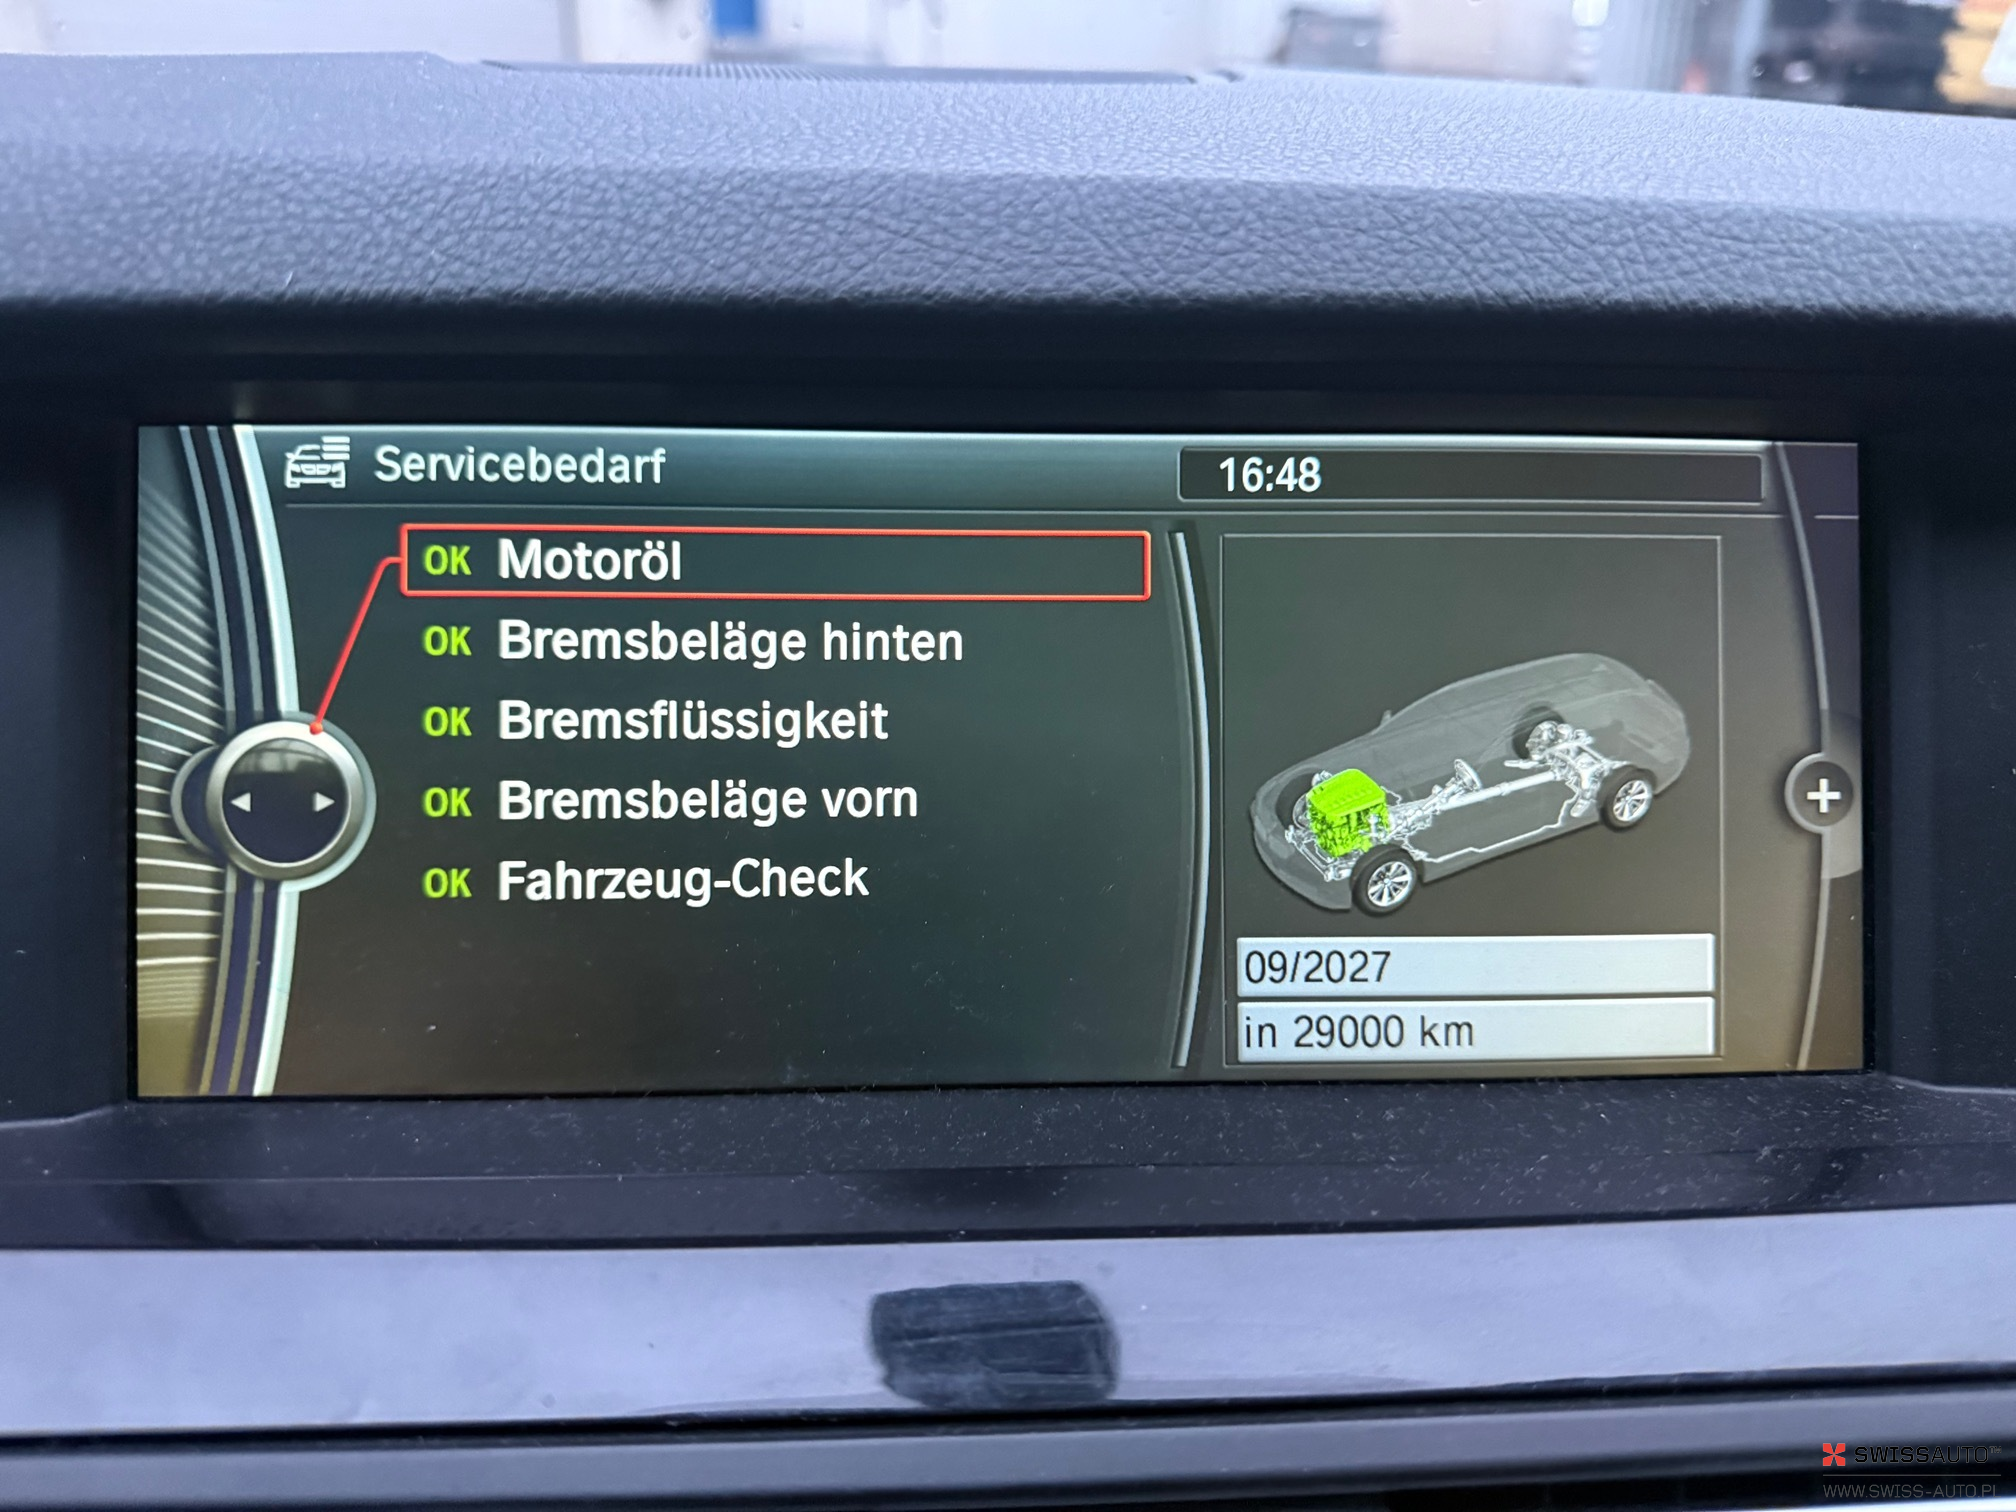 Servicebedarf
16:48
OK Motoröl
OK Bremsbeläge hinten
OK Bremsflüssigkeit
OK Bremsbeläge vorn
OK Fahrzeug-Check
09/2027
in 29000 km
SWISSAUTO™
WWW.SWISS-AUTO.PL